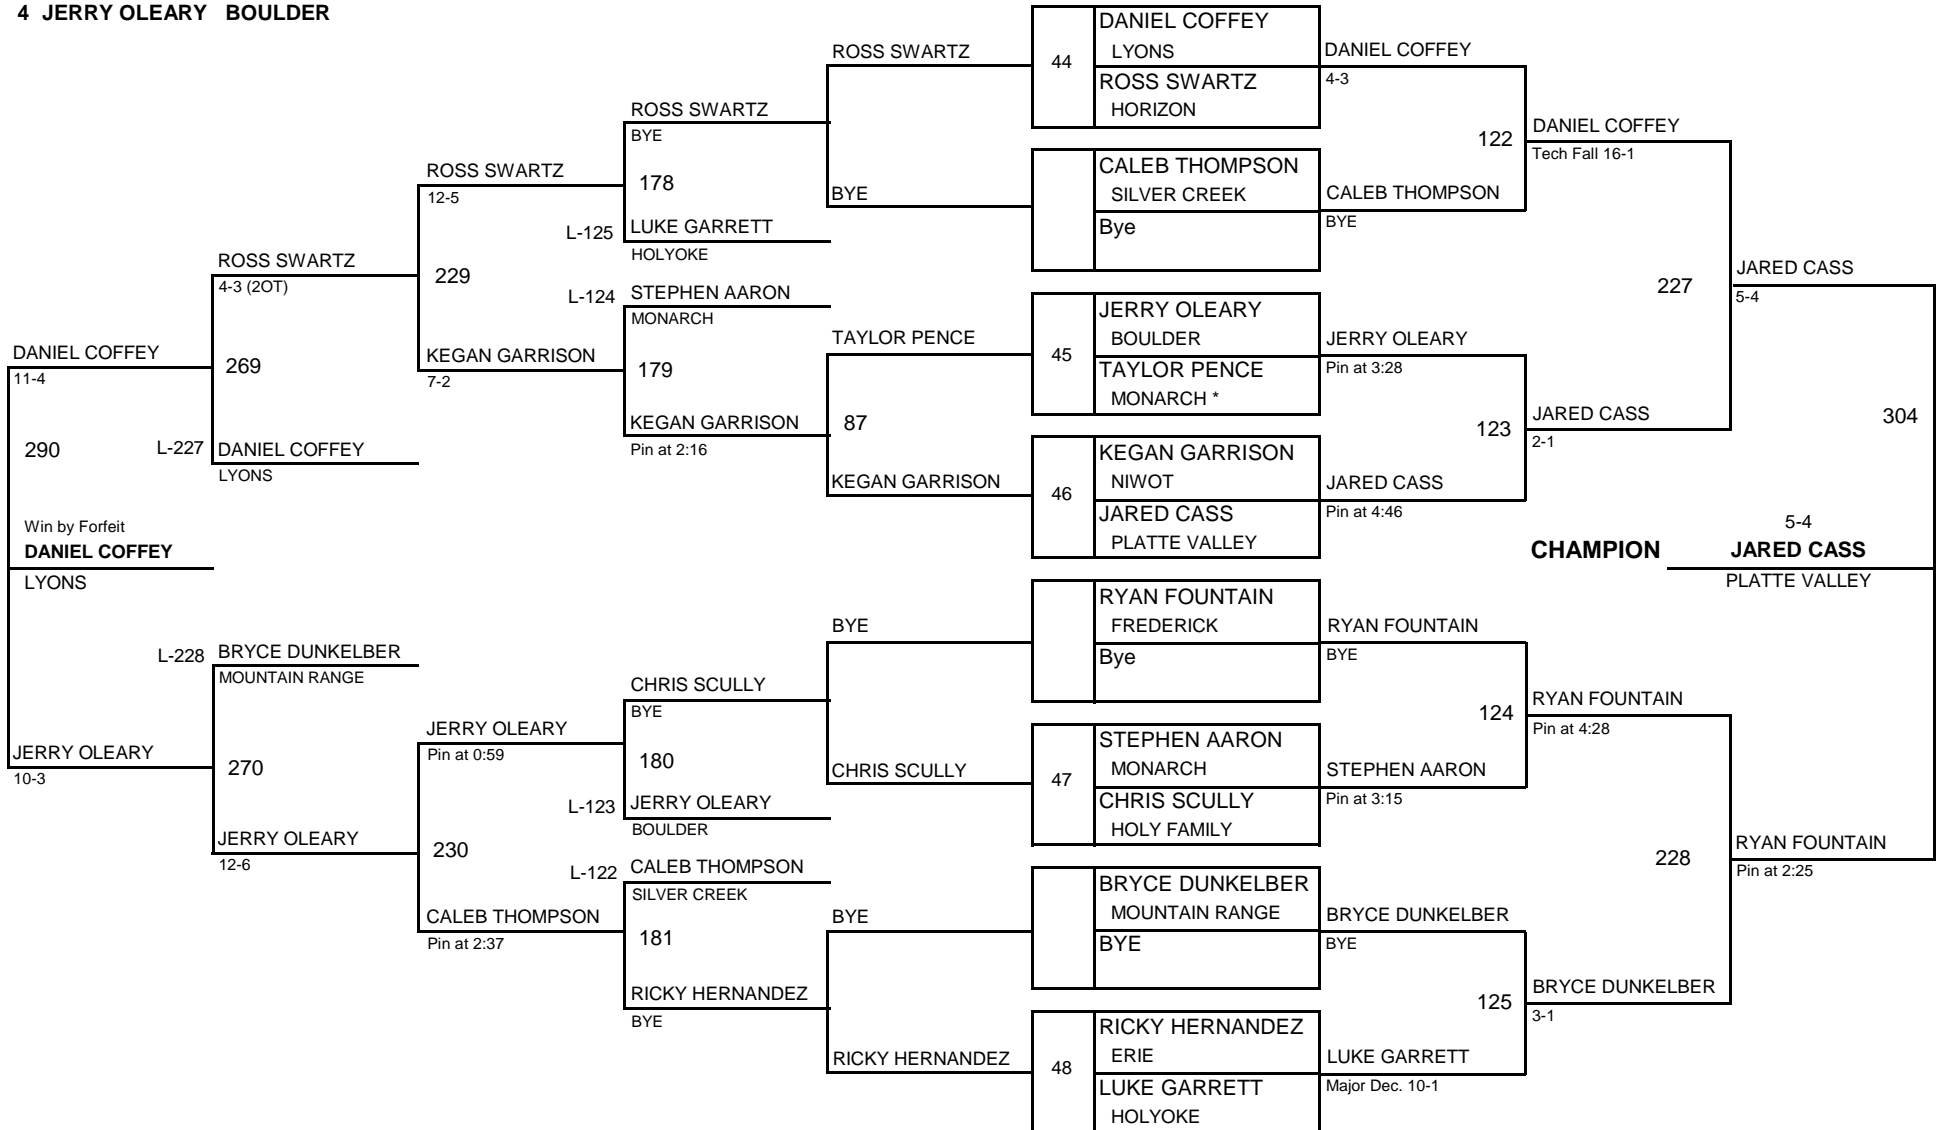 4 JERRY OLEARY BOULDER
DANIEL COFFEY
11-4
290
Win by Forfeit
DANIEL COFFEY
LYONS
JERRY OLEARY
10-3
ROSS SWARTZ
4-3 (2OT)
269
L-227 DANIEL COFFEY
LYONS
L-228 BRYCE DUNKELBER
MOUNTAIN RANGE
270
JERRY OLEARY
12-6
ROSS SWARTZ
12-5
229
KEGAN GARRISON
7-2
JERRY OLEARY
Pin at 0:59
230
CALEB THOMPSON
Pin at 2:37
ROSS SWARTZ
BYE
178
L-125 LUKE GARRETT
HOLYOKE
L-124 STEPHEN AARON
MONARCH
179
KEGAN GARRISON
Pin at 2:16
CHRIS SCULLY
BYE
180
L-123 JERRY OLEARY
BOULDER
L-122 CALEB THOMPSON
SILVER CREEK
181
RICKY HERNANDEZ
BYE
ROSS SWARTZ
BYE
TAYLOR PENCE
87
KEGAN GARRISON
BYE
CHRIS SCULLY
BYE
RICKY HERNANDEZ
44
DANIEL COFFEY
LYONS
ROSS SWARTZ
HORIZON
CALEB THOMPSON
SILVER CREEK
Bye
45
JERRY OLEARY
BOULDER
TAYLOR PENCE
MONARCH *
46
KEGAN GARRISON
NIWOT
JARED CASS
PLATTE VALLEY
RYAN FOUNTAIN
FREDERICK
Bye
47
STEPHEN AARON
MONARCH
CHRIS SCULLY
HOLY FAMILY
BRYCE DUNKELBER
MOUNTAIN RANGE
BYE
48
RICKY HERNANDEZ
ERIE
LUKE GARRETT
HOLYOKE
DANIEL COFFEY
4-3
122
CALEB THOMPSON
BYE
JERRY OLEARY
Pin at 3:28
123
JARED CASS
Pin at 4:46
RYAN FOUNTAIN
BYE
124
STEPHEN AARON
Pin at 3:15
BRYCE DUNKELBER
BYE
125
LUKE GARRETT
Major Dec. 10-1
DANIEL COFFEY
Tech Fall 16-1
227
JARED CASS
2-1
RYAN FOUNTAIN
Pin at 4:28
228
BRYCE DUNKELBER
3-1
JARED CASS
5-4
304
5-4
CHAMPION JARED CASS
PLATTE VALLEY
RYAN FOUNTAIN
Pin at 2:25